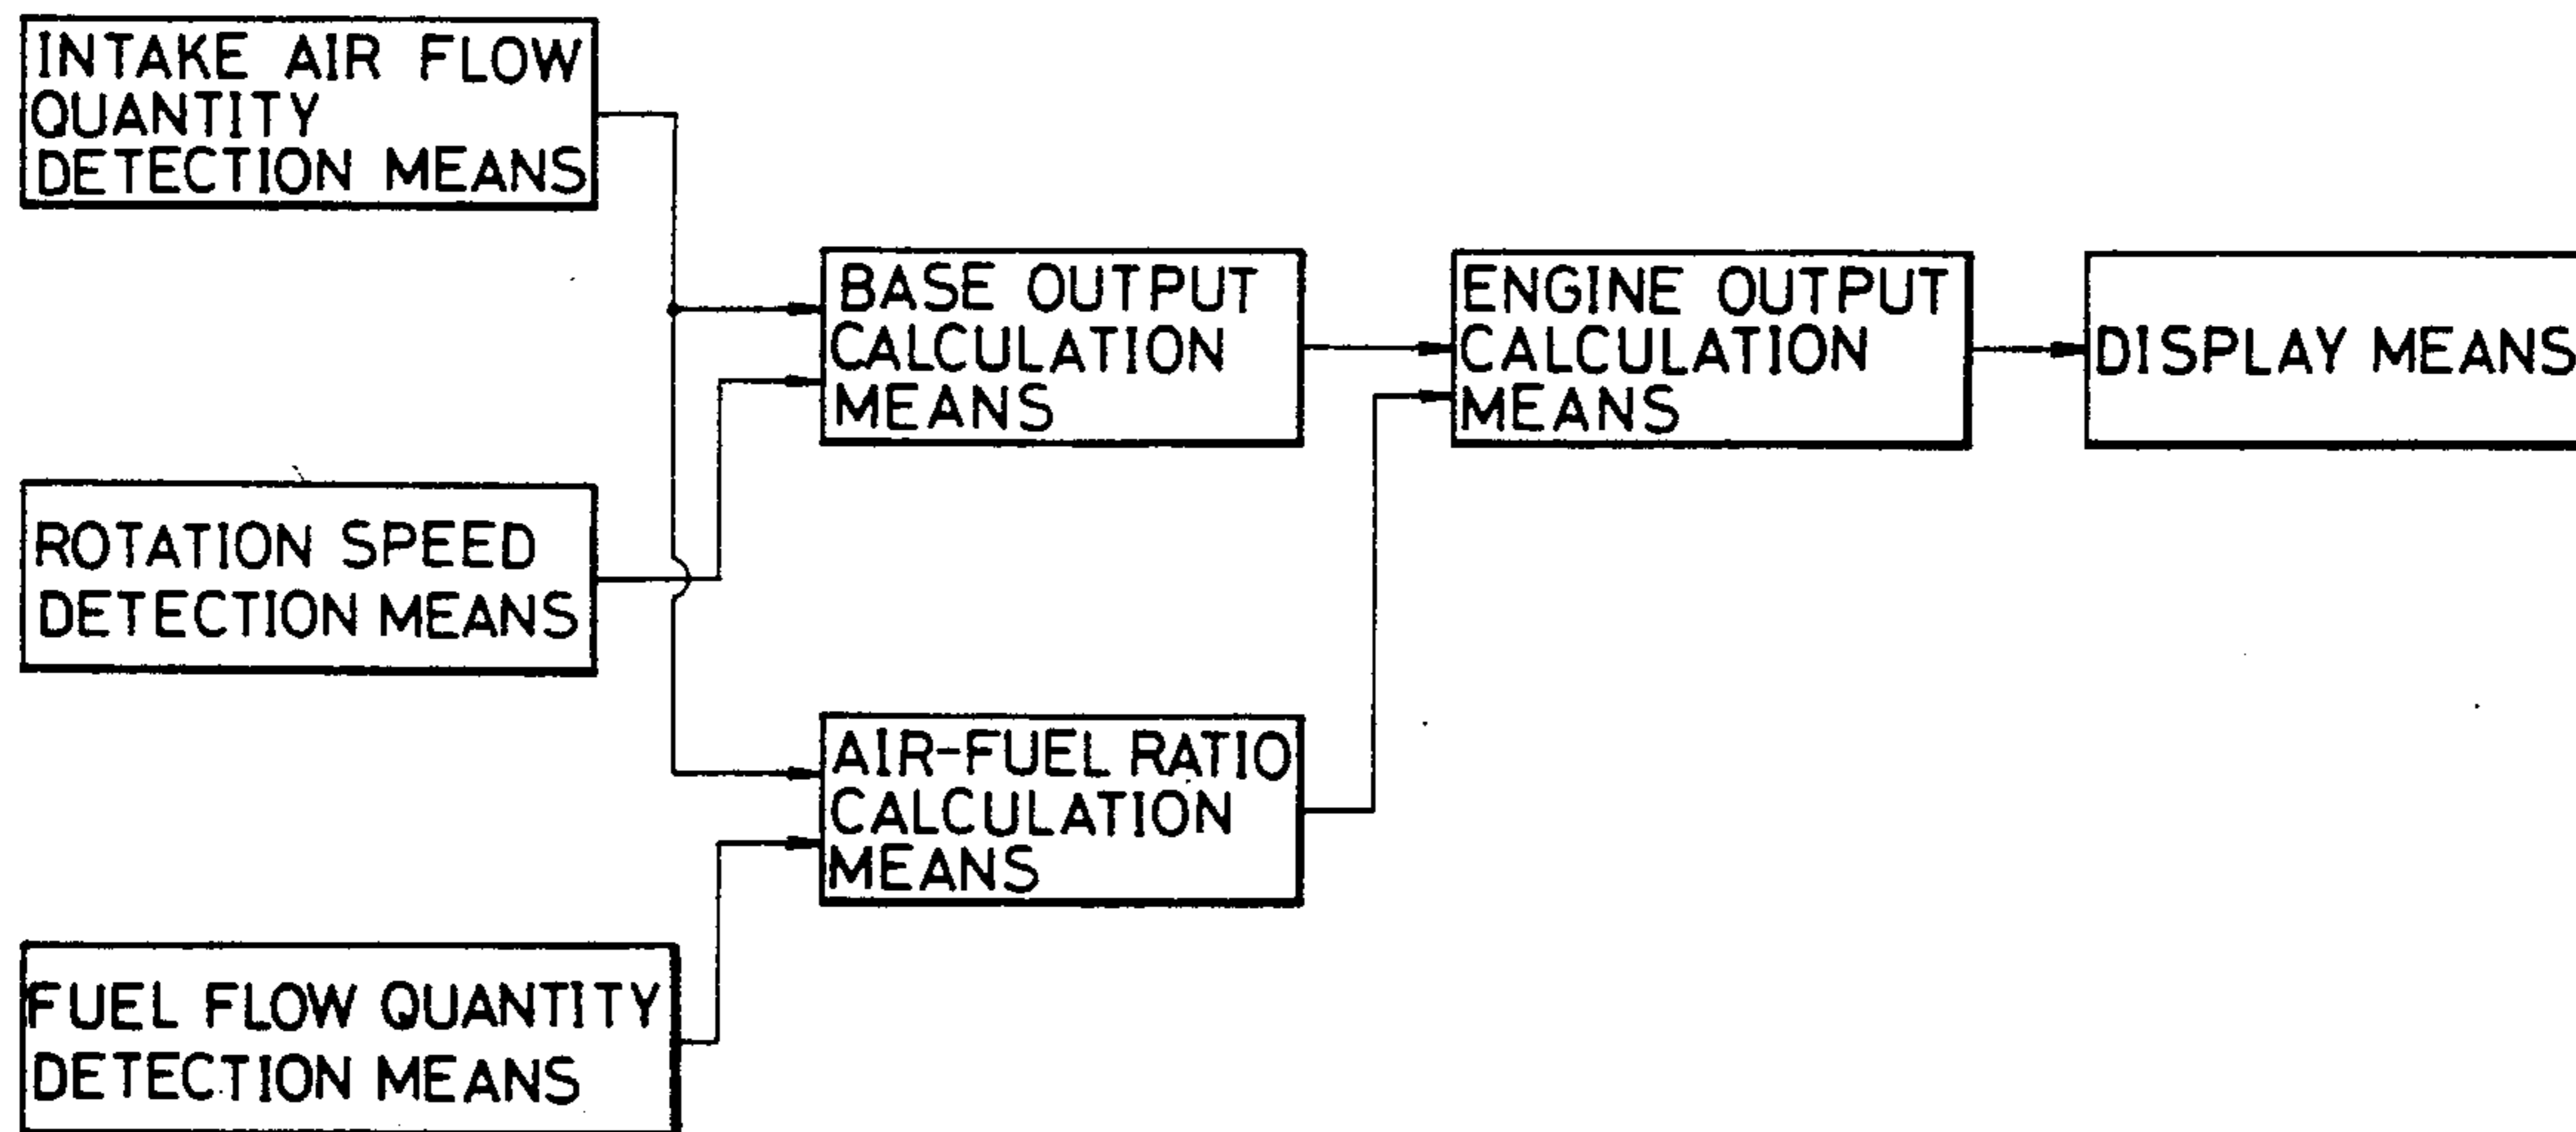 INTAKE AIR FLOW
QUANTITY
DETECTION MEANS
ROTATION SPEED
DETECTION MEANS
FUEL FLOW QUANTITY
DETECTION MEANS
BASE OUTPUT
CALCULATION
MEANS
AIR-FUEL RATIO
CALCULATION
MEANS
ENGINE OUTPUT
CALCULATION
MEANS
DISPLAY MEANS